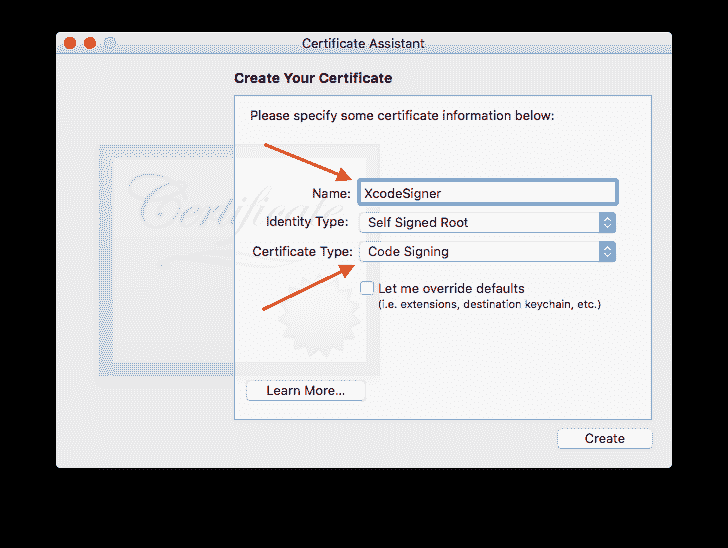 Certificate Assistant
Create Your Certificate
Please specify some certificate information below:
Name: XcodeSigner
Identity Type: Self Signed Root
Certificate Type: Code Signing
Let me override defaults
(i.e. extensions, destination keychain, etc.)
Certificate
Learn More...
Create